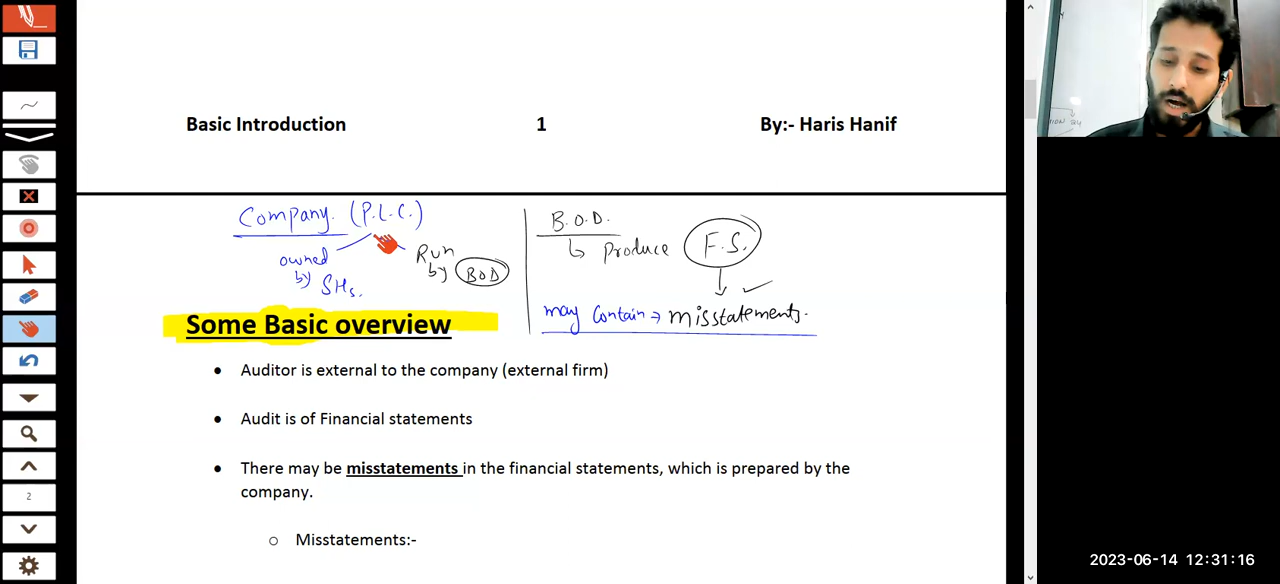 Basic Introduction 1 By:- Haris Hanif
Company. (P.L.C.)
owned by SHs.
Run by BOD
B.O.D.
Produce F.S.
may contain → misstatements.
Some Basic overview
• Auditor is external to the company (external firm)
• Audit is of Financial statements
• There may be misstatements in the financial statements, which is prepared by the
company.
o Misstatements:-
2
2023-06-14 12:31:16